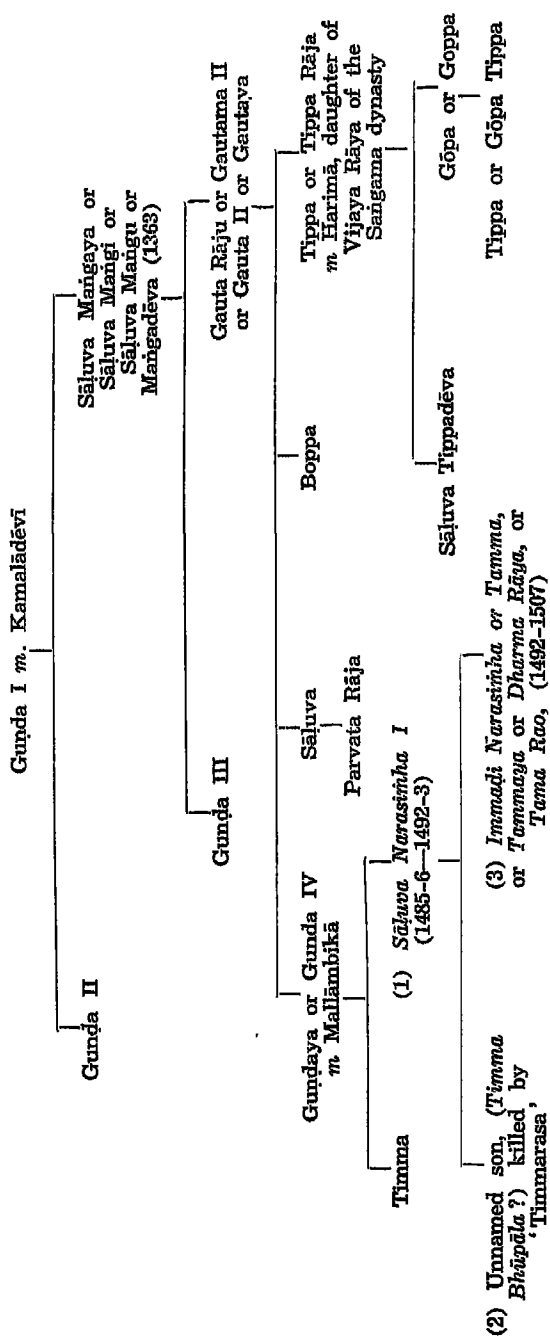 Guṇḍa I m. Kamalādēvī
Guṇḍa II
Sāḷuva Maṅgaya or
Sāḷuva Maṅgi or
Sāḷuva Maṅgu or
Maṅgadēva (1363)
Guṇḍa III
Gauta Rāju or Gautama II
or Gauta II or Gautaya
Guṇḍaya or Gunda IV
m Mallāmbikā
Sāḷuva
Parvata Rāja
Boppa
Tippa or Tippa Rāja
m Harimā, daughter of
Vijaya Rāya of the
Saṅgama dynasty
Timma
(1) Sāḷuva Narasiṁha I
(1485-6—1492-3)
Sāḷuva Tippadēva
Gōpa or Goppa
Tippa or Gōpa Tippa
(2) Unnamed son, (Timma
Bhūpāla?) killed by
'Timmarasa'
(3) Immaḍi Narasiṁha or Tamma,
or Tammaya or Dharma Rāya, or
Tama Rao, (1492-1507)